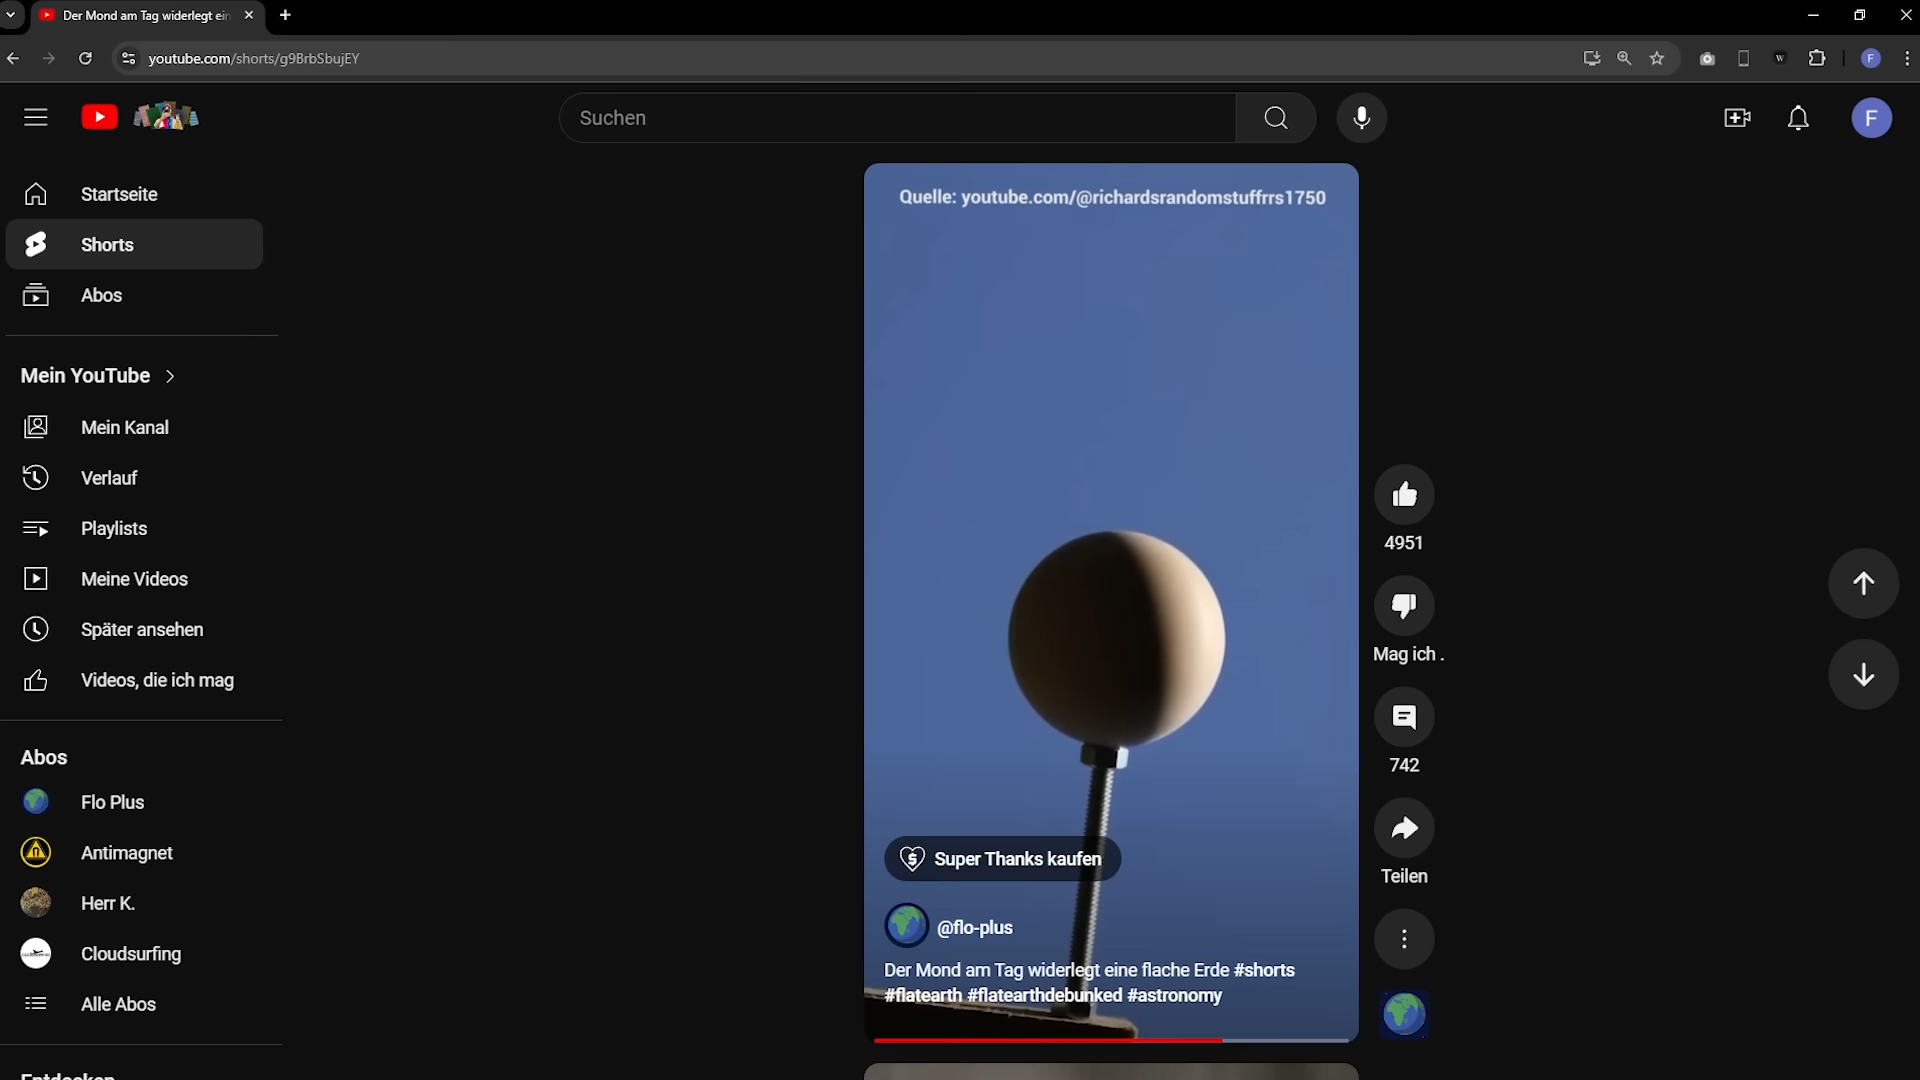 Der Mond am Tag widerlegt ein
youtube.com/shorts/g9BrbSbujEY
W
F
Suchen
F
Startseite
Shorts
Abos
Mein YouTube
Mein Kanal
Verlauf
Playlists
Meine Videos
Später ansehen
Videos, die ich mag
Abos
Flo Plus
Antimagnet
Herr K.
Cloudsurfing
Alle Abos
Entdecken
Quelle: youtube.com/@richardsrandomstuffrrs1750
Super Thanks kaufen
@flo-plus
Der Mond am Tag widerlegt eine flache Erde #shorts
#flatearth #flatearthdebunked #astronomy
4951
Mag ich .
742
Teilen